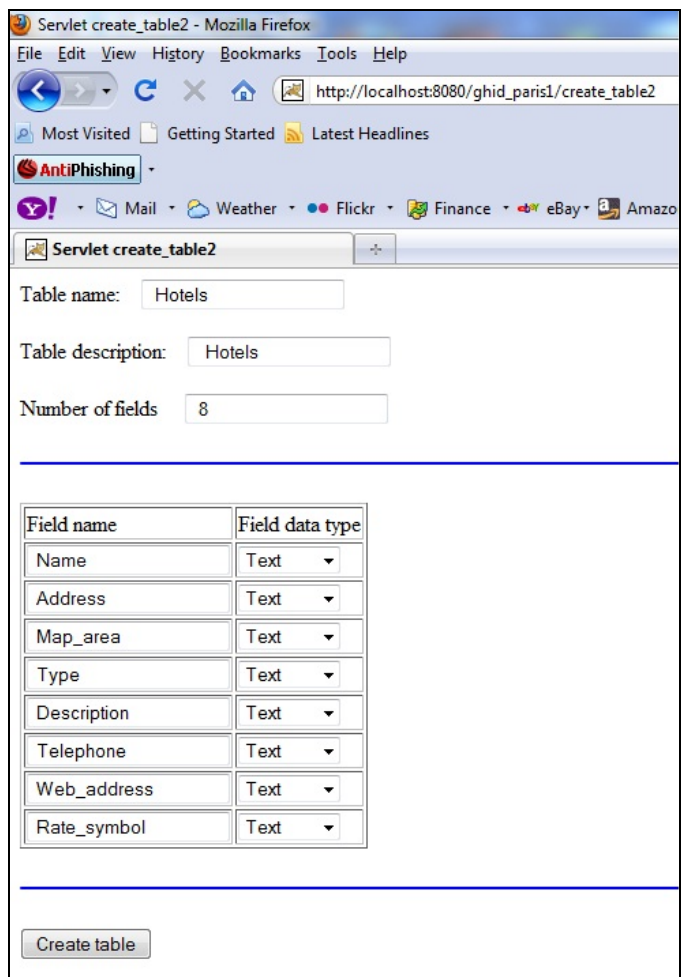 Servlet create_table2 - Mozilla Firefox
File Edit View History Bookmarks Tools Help
http://localhost:8080/ghid_paris1/create_table2
Most Visited Getting Started Latest Headlines
AntiPhishing
Y! Mail Weather Flickr Finance eBay Amazo
Servlet create_table2
Table name: Hotels
Table description: Hotels
Number of fields 8
Field name Field data type
Name Text
Address Text
Map_area Text
Type Text
Description Text
Telephone Text
Web_address Text
Rate_symbol Text
Create table